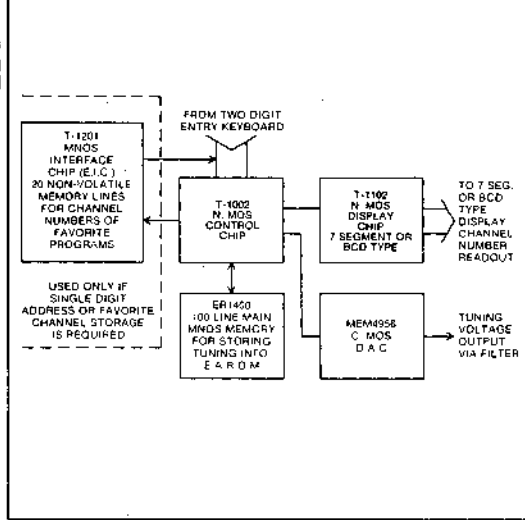 FROM TWO DIGIT
ENTRY KEYBOARD
T-1201
MNOS
INTERFACE
CHIP (E.I.C.)
20 NON-VOLATILE
MEMORY LINES
FOR CHANNEL
NUMBERS OF
FAVORITE
PROGRAMS
USED ONLY IF
SINGLE DIGIT
ADDRESS OR FAVORITE
CHANNEL STORAGE
IS REQUIRED
T-1002
N. MOS
CONTROL
CHIP
T-1102
N. MOS
DISPLAY
CHIP
7 SEGMENT OR
BCD TYPE
TO 7 SEG.
OR BCD
TYPE
DISPLAY
CHANNEL
NUMBER
READOUT
ER1400
100 LINE MAIN
MNOS MEMORY
FOR STORING
TUNING INFO
E A R O M
MEM4956
C MOS
D A C
TUNING
VOLTAGE
OUTPUT
VIA FILTER